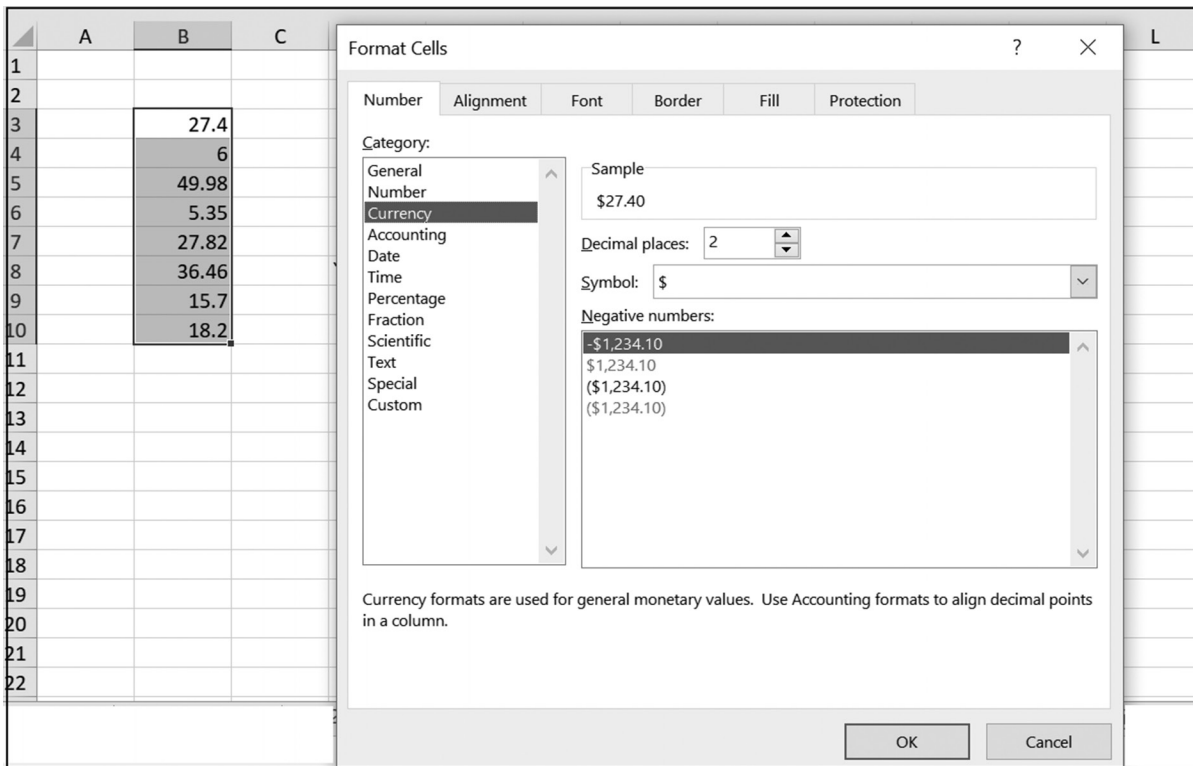 A B C L
1
2
3 27.4
4 6
5 49.98
6 5.35
7 27.82
8 36.46
9 15.7
10 18.2
11
12
13
14
15
16
17
18
19
20
21
22
Format Cells ?
Number Alignment Font Border Fill Protection
Category:
General
Number
Currency
Accounting
Date
Time
Percentage
Fraction
Scientific
Text
Special
Custom
Sample
$27.40
Decimal places: 2
Symbol: $
Negative numbers:
-$1,234.10
$1,234.10
($1,234.10)
($1,234.10)
Currency formats are used for general monetary values. Use Accounting formats to align decimal points
in a column.
OK Cancel